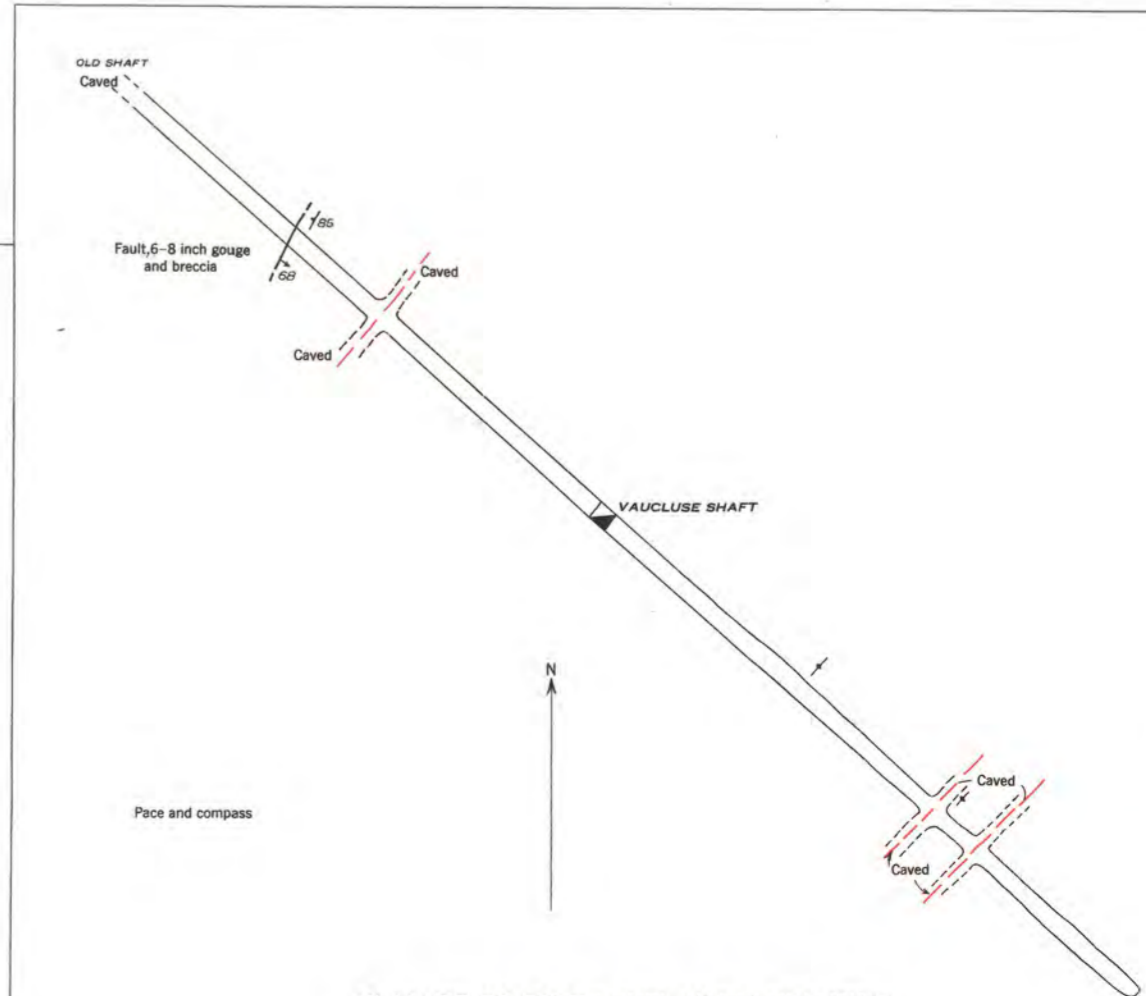 OLD SHAFT
Caved
85
Fault, 6-8 inch gouge
and breccia
68
Caved
Caved
VAUCLUSE SHAFT
N
Caved
Pace and compass
Caved